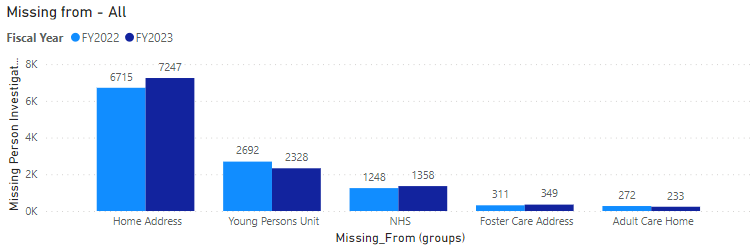 Missing from - All
Fiscal Year FY2022 FY2023
Missing Person Investigat...
8K
6K
4K
2K
0K
6715 7247
2692 2328
1248 1358
311 349
272 233
Home Address Young Persons Unit NHS Foster Care Address Adult Care Home
Missing_From (groups)